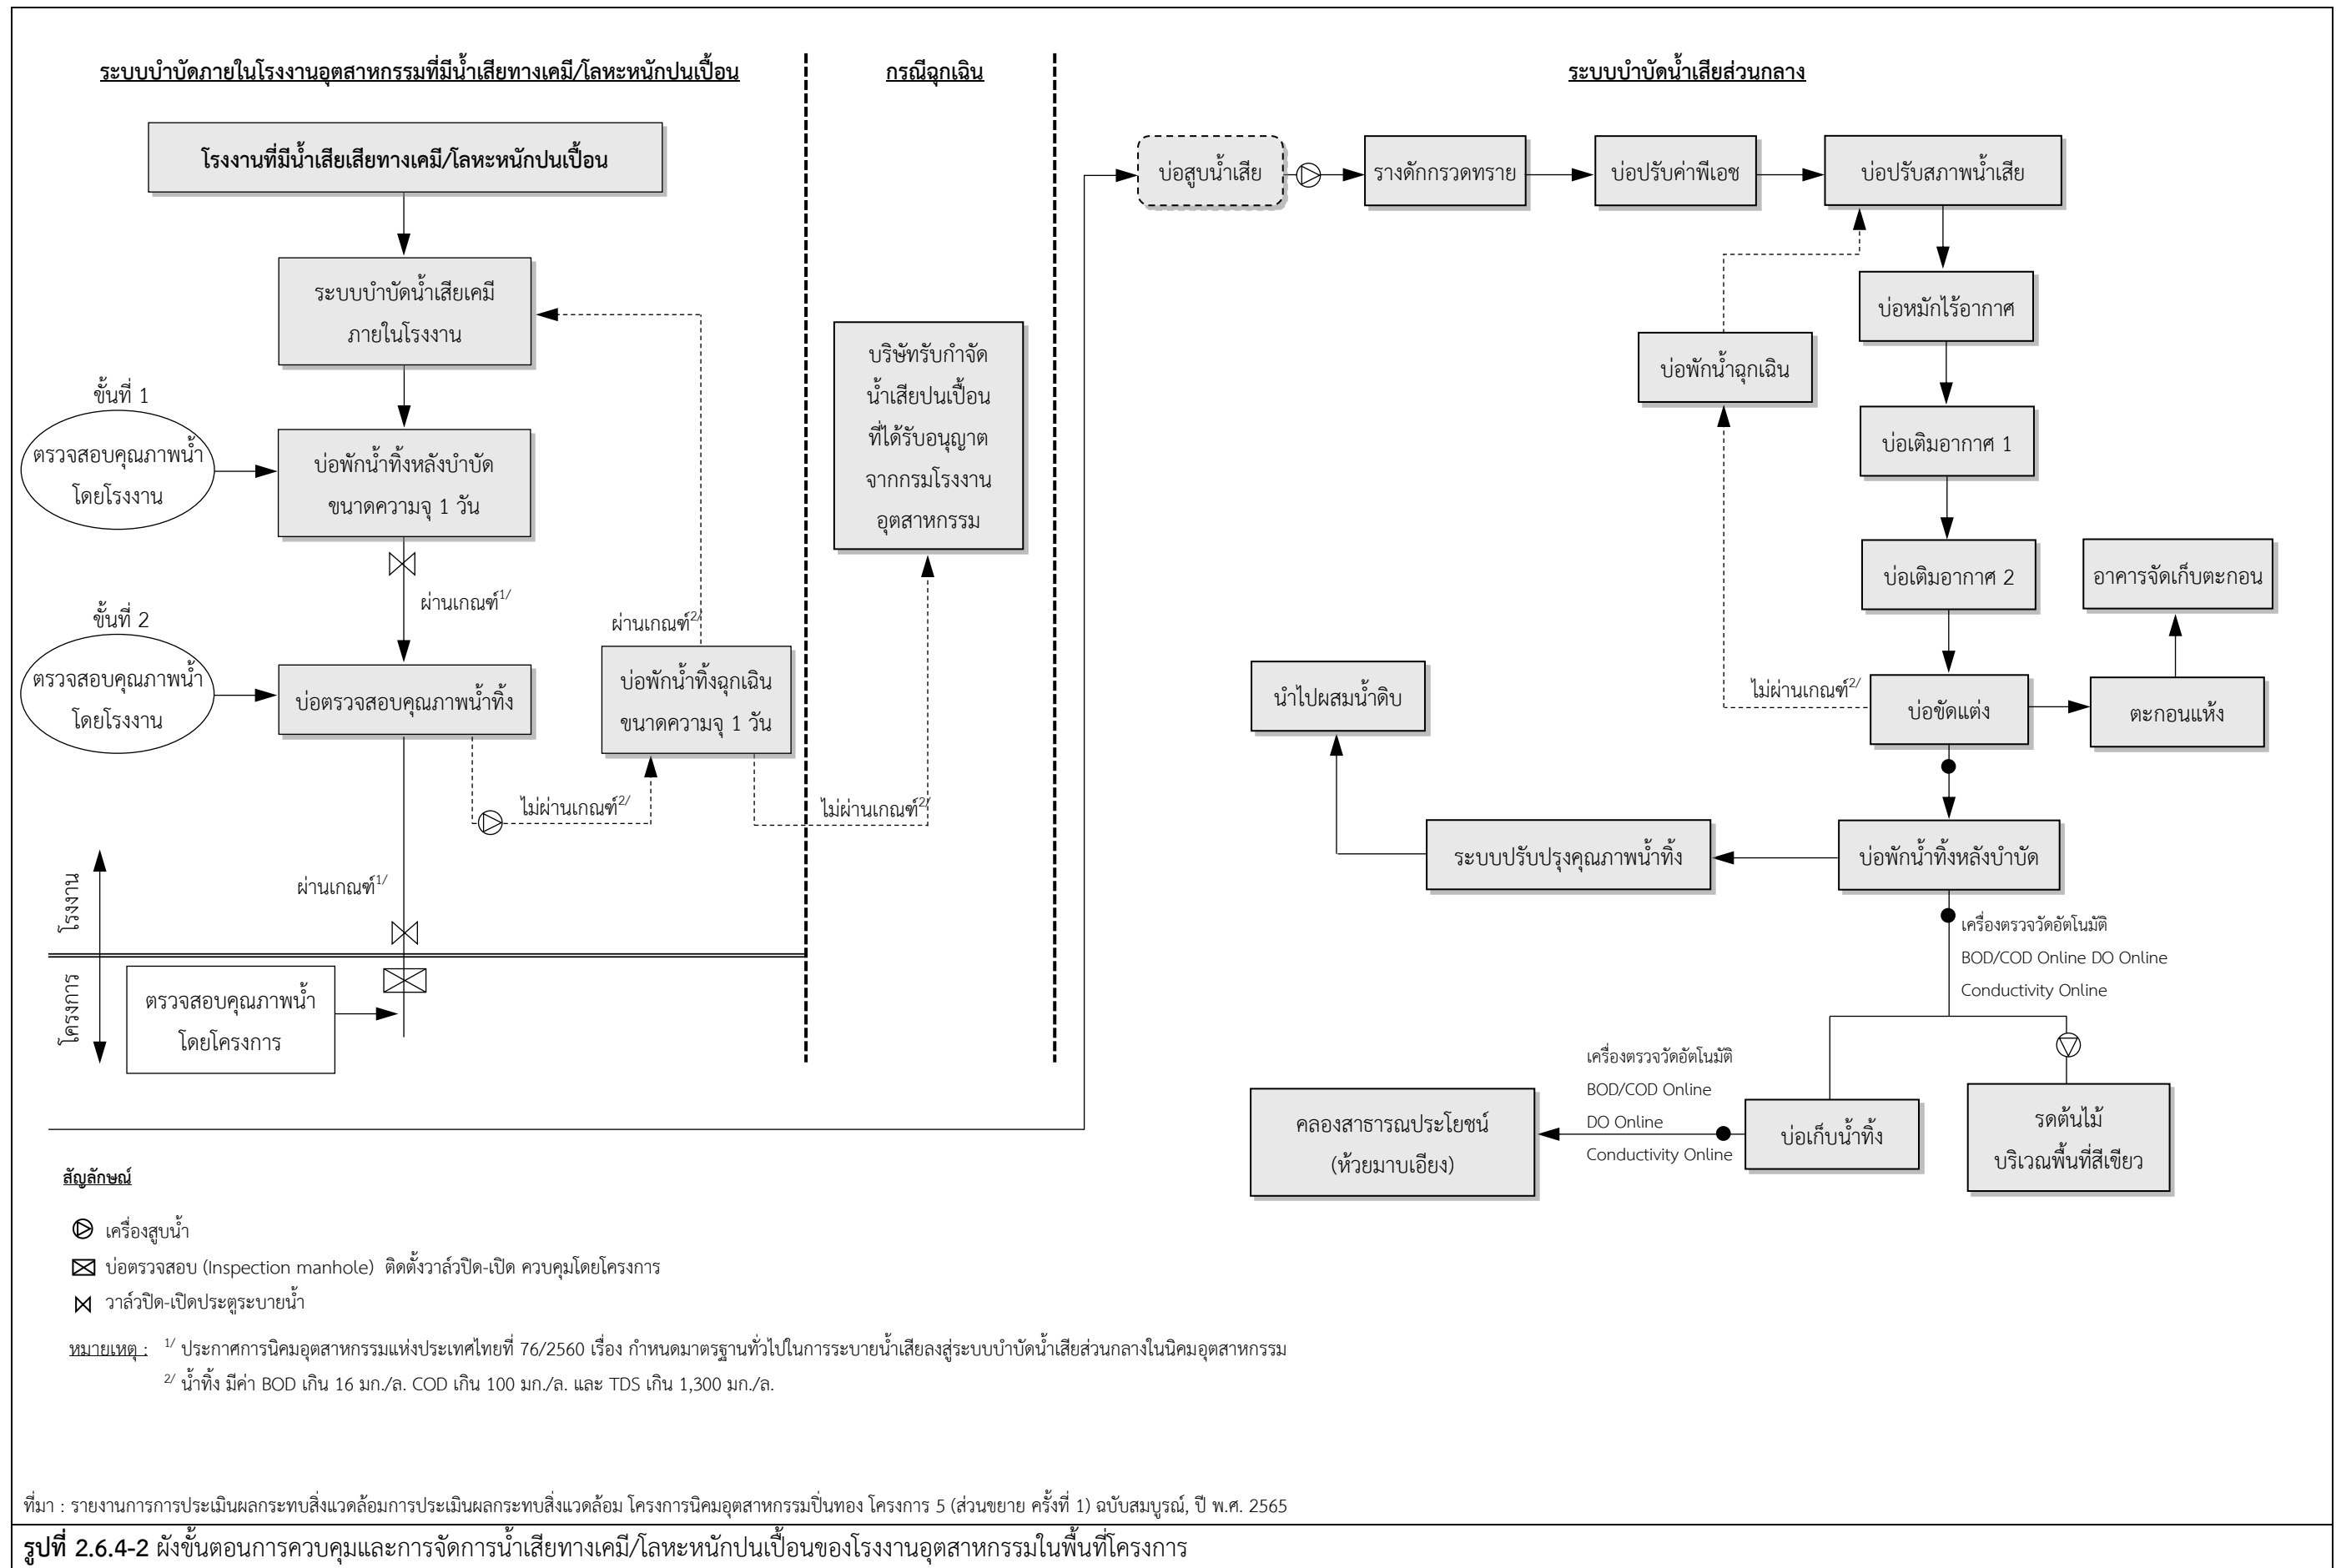 ระบบบำบัดภายในโรงงานอุตสาหกรรมที่มีน้ำเสียทางเคมี/โลหะหนักปนเปื้อน
กรณีฉุกเฉิน
ระบบบำบัดน้ำเสียส่วนกลาง
โรงงานที่มีน้ำเสียเสียทางเคมี/โลหะหนักปนเปื้อน
ระบบบำบัดน้ำเสียเคมี
ภายในโรงงาน
ขั้นที่ 1
ตรวจสอบคุณภาพน้ำ
โดยโรงงาน
บ่อพักน้ำทิ้งหลังบำบัด
ขนาดความจุ 1 วัน
ผ่านเกณฑ์1/
ขั้นที่ 2
ตรวจสอบคุณภาพน้ำ
โดยโรงงาน
บ่อตรวจสอบคุณภาพน้ำทิ้ง
ผ่านเกณฑ์2/
บ่อพักน้ำทิ้งฉุกเฉิน
ขนาดความจุ 1 วัน
ไม่ผ่านเกณฑ์2/
ไม่ผ่านเกณฑ์2/
ผ่านเกณฑ์1/
โรงงาน
โครงการ
ตรวจสอบคุณภาพน้ำ
โดยโครงการ
บริษัทรับกำจัด
น้ำเสียปนเปื้อน
ที่ได้รับอนุญาต
จากกรมโรงงาน
อุตสาหกรรม
บ่อสูบน้ำเสีย
รางดักกรวดทราย
บ่อปรับค่าพีเอช
บ่อปรับสภาพน้ำเสีย
บ่อหมักไร้อากาศ
บ่อพักน้ำฉุกเฉิน
บ่อเติมอากาศ 1
บ่อเติมอากาศ 2
อาคารจัดเก็บตะกอน
ไม่ผ่านเกณฑ์2/
บ่อขัดแต่ง
ตะกอนแห้ง
นำไปผสมน้ำดิบ
ระบบปรับปรุงคุณภาพน้ำทิ้ง
บ่อพักน้ำทิ้งหลังบำบัด
เครื่องตรวจวัดอัตโนมัติ
BOD/COD Online DO Online
Conductivity Online
เครื่องตรวจวัดอัตโนมัติ
BOD/COD Online
DO Online
Conductivity Online
คลองสาธารณประโยชน์
(ห้วยมาบเอียง)
บ่อเก็บน้ำทิ้ง
รดต้นไม้
บริเวณพื้นที่สีเขียว
สัญลักษณ์
เครื่องสูบน้ำ
บ่อตรวจสอบ (Inspection manhole) ติดตั้งวาล์วปิด-เปิด ควบคุมโดยโครงการ
วาล์วปิด-เปิดประตูระบายน้ำ
หมายเหตุ : 1/ ประกาศการนิคมอุตสาหกรรมแห่งประเทศไทยที่ 76/2560 เรื่อง กำหนดมาตรฐานทั่วไปในการระบายน้ำเสียลงสู่ระบบบำบัดน้ำเสียส่วนกลางในนิคมอุตสาหกรรม
2/ น้ำทิ้ง มีค่า BOD เกิน 16 มก./ล. COD เกิน 100 มก./ล. และ TDS เกิน 1,300 มก./ล.
ที่มา : รายงานการการประเมินผลกระทบสิ่งแวดล้อมการประเมินผลกระทบสิ่งแวดล้อม โครงการนิคมอุตสาหกรรมปิ่นทอง โครงการ 5 (ส่วนขยาย ครั้งที่ 1) ฉบับสมบูรณ์, ปี พ.ศ. 2565
รูปที่ 2.6.4-2 ผังขั้นตอนการควบคุมและการจัดการน้ำเสียทางเคมี/โลหะหนักปนเปื้อนของโรงงานอุตสาหกรรมในพื้นที่โครงการ